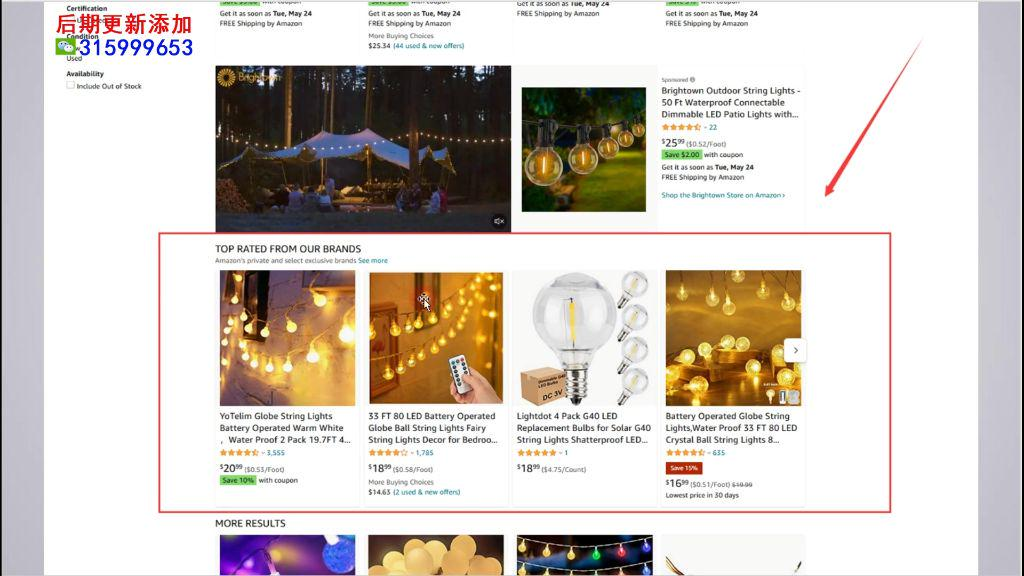 Certification
后期更新添加
Condition
315999653
Used
Availability
Include Out of Stock
Get it as soon as Tue, May 24
FREE Shipping by Amazon
Get it as soon as Tue, May 24
FREE Shipping by Amazon
More Buying Choices
$25.34 (44 used & new offers)
FREE Shipping by Amazon
Get it as soon as Tue, May 24
FREE Shipping by Amazon
Brightown
Sponsored
Brightown Outdoor String Lights -
50 Ft Waterproof Connectable
Dimmable LED Patio Lights with...
22
$25.99 ($0.52/Foot)
Save $2.00 with coupon
Get it as soon as Tue, May 24
FREE Shipping by Amazon
Shop the Brightown Store on Amazon ›
TOP RATED FROM OUR BRANDS
Amazon's private and select exclusive brands See more
YoTelim Globe String Lights
Battery Operated Warm White
， Water Proof 2 Pack 19.7FT 4...
3,555
$20.99 ($0.53/Foot)
Save 10% with coupon
33 FT 80 LED Battery Operated
Globe Ball String Lights Fairy
String Lights Decor for Bedroo...
1,785
$18.99 ($0.58/Foot)
More Buying Choices
$14.63 (2 used & new offers)
Dimmable G40
LED Bulbs
DC 3V
Lightdot 4 Pack G40 LED
Replacement Bulbs for Solar G40
String Lights Shatterproof LED...
1
$18.99 ($4.75/Count)
Battery Operated Globe String
Lights,Water Proof 33 FT 80 LED
Crystal Ball String Lights 8...
635
Save 15%
$16.99 ($0.51/Foot) $19.99
Lowest price in 30 days
MORE RESULTS